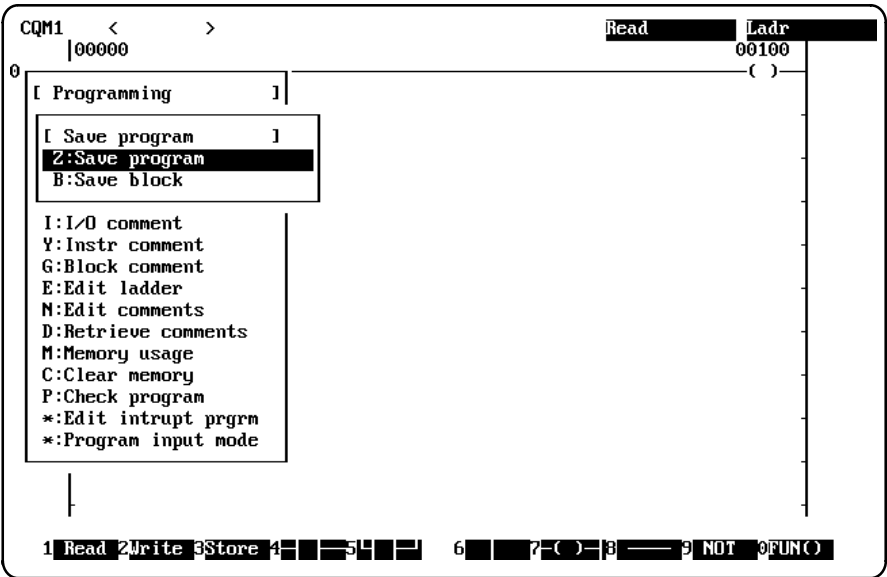 CQM1 < > Read Ladr
00000 00100
0 ( )
[ Programming ]
[ Save program ]
Z:Save program
B:Save block
I:I/O comment
Y:Instr comment
G:Block comment
E:Edit ladder
N:Edit comments
D:Retrieve comments
M:Memory usage
C:Clear memory
P:Check program
*:Edit intrupt prgrm
*:Program input mode
1 Read 2Write 3Store 4 5 6 7-( )-8 9 NOT 0FUN()